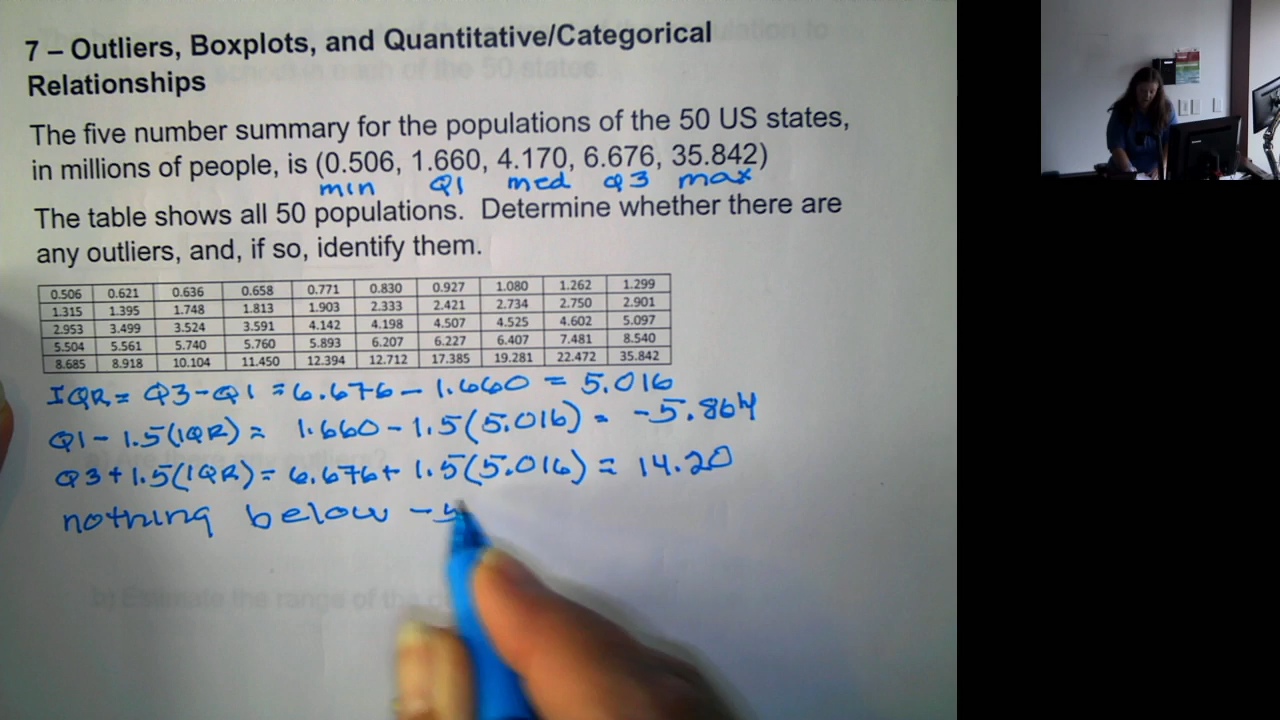 7 – Outliers, Boxplots, and Quantitative/Categorical
Relationships
The five number summary for the populations of the 50 US states,
in millions of people, is (0.506, 1.660, 4.170, 6.676, 35.842)
min Q1 med Q3 max
The table shows all 50 populations. Determine whether there are
any outliers, and, if so, identify them.
0.506 0.621 0.636 0.658 0.771 0.830 0.927 1.080 1.262 1.299
1.315 1.395 1.748 1.813 1.903 2.333 2.421 2.734 2.750 2.901
2.953 3.499 3.524 3.591 4.142 4.198 4.507 4.525 4.602 5.097
5.504 5.561 5.740 5.760 5.893 6.207 6.227 6.407 7.481 8.540
8.685 8.918 10.104 11.450 12.394 12.712 17.385 19.281 22.472 35.842
IQR = Q3-Q1 = 6.676 - 1.660 = 5.016
Q1 - 1.5(IQR) = 1.660 - 1.5(5.016) = -5.864
Q3 + 1.5(IQR) = 6.676 + 1.5(5.016) = 14.20
nothing below -
b) Estimate the range of the